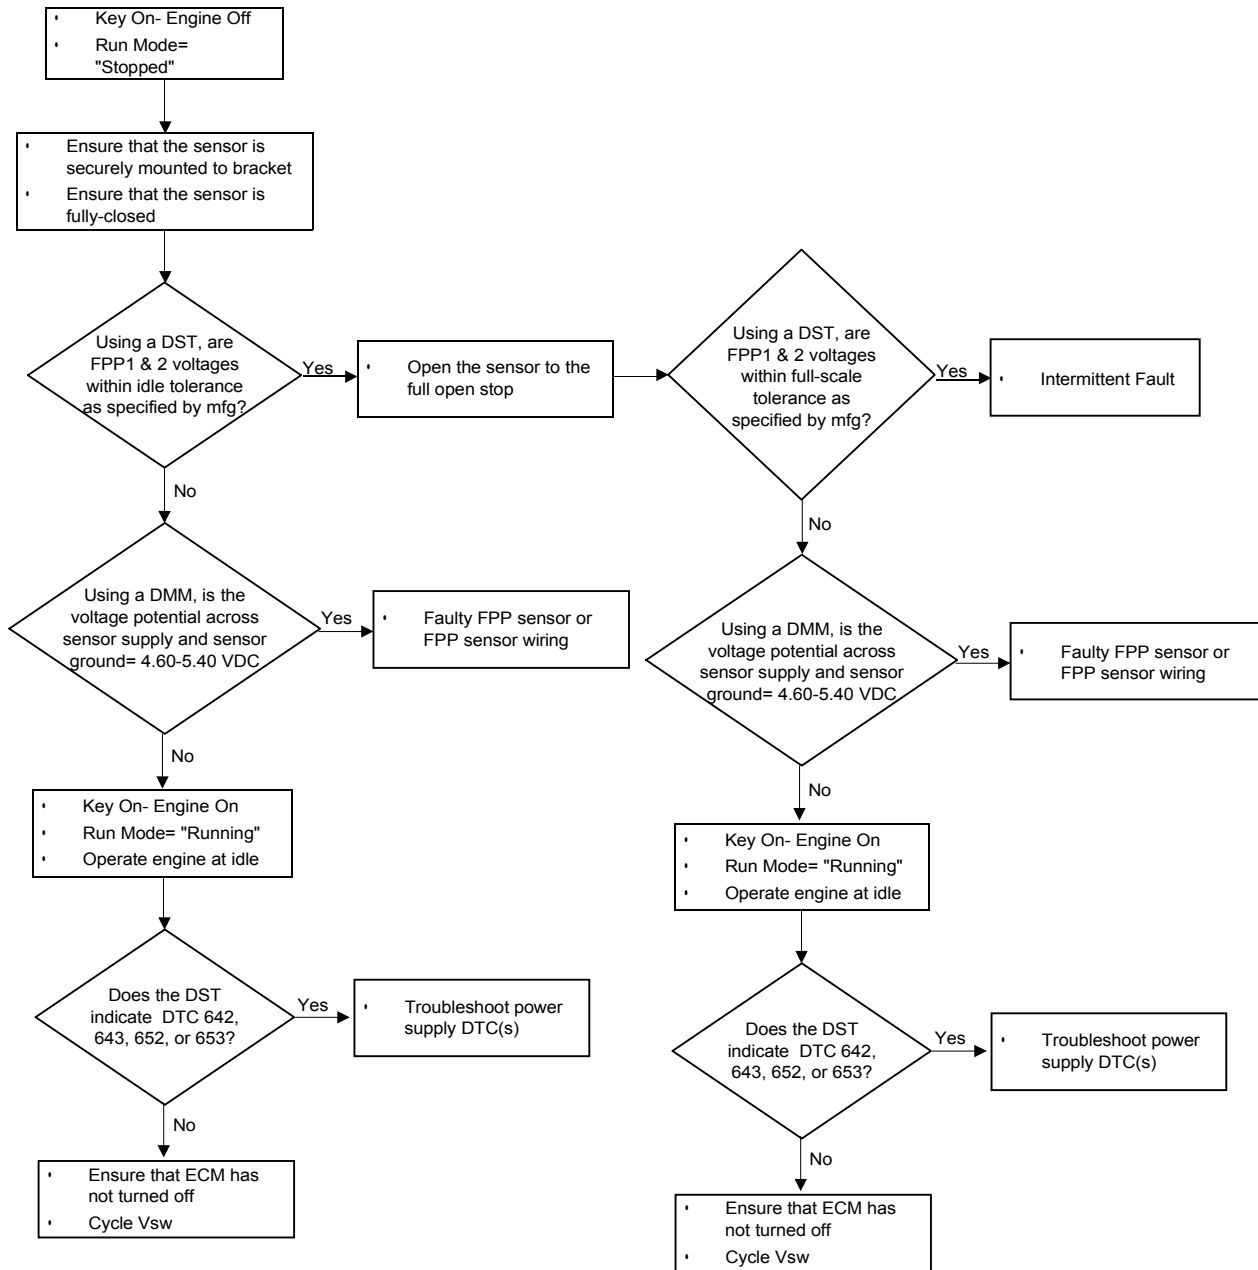 • Key On- Engine Off
• Run Mode=
"Stopped"
• Ensure that the sensor is
securely mounted to bracket
• Ensure that the sensor is
fully-closed
Using a DST, are
FPP1 & 2 voltages
within idle tolerance
as specified by mfg?
Yes
• Open the sensor to the
full open stop
Using a DST, are
FPP1 & 2 voltages
within full-scale
tolerance as
specified by mfg?
Yes
• Intermittent Fault
No
Using a DMM, is the
voltage potential across
sensor supply and sensor
ground= 4.60-5.40 VDC
Yes
• Faulty FPP sensor or
FPP sensor wiring
No
Using a DMM, is the
voltage potential across
sensor supply and sensor
ground= 4.60-5.40 VDC
Yes
• Faulty FPP sensor or
FPP sensor wiring
No
• Key On- Engine On
• Run Mode= "Running"
• Operate engine at idle
No
• Key On- Engine On
• Run Mode= "Running"
• Operate engine at idle
Does the DST
indicate DTC 642,
643, 652, or 653?
Yes
• Troubleshoot power
supply DTC(s)
Does the DST
indicate DTC 642,
643, 652, or 653?
Yes
• Troubleshoot power
supply DTC(s)
No
• Ensure that ECM has
not turned off
• Cycle Vsw
No
• Ensure that ECM has
not turned off
• Cycle Vsw